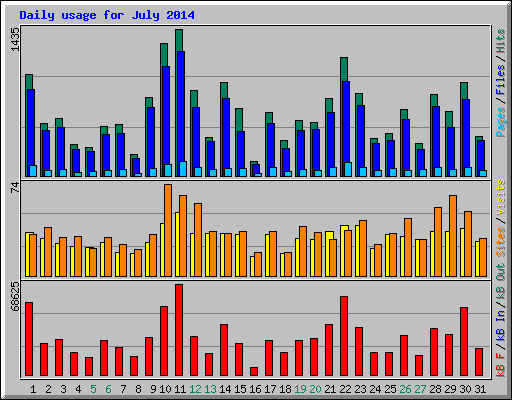 Daily usage for July 2014
1435
Pages / Files / Hits
74
Sites / Visits
68625
kB F / kB In / kB Out
1 2 3 4 5 6 7 8 9 10 11 12 13 14 15 16 17 18 19 20 21 22 23 24 25 26 27 28 29 30 31